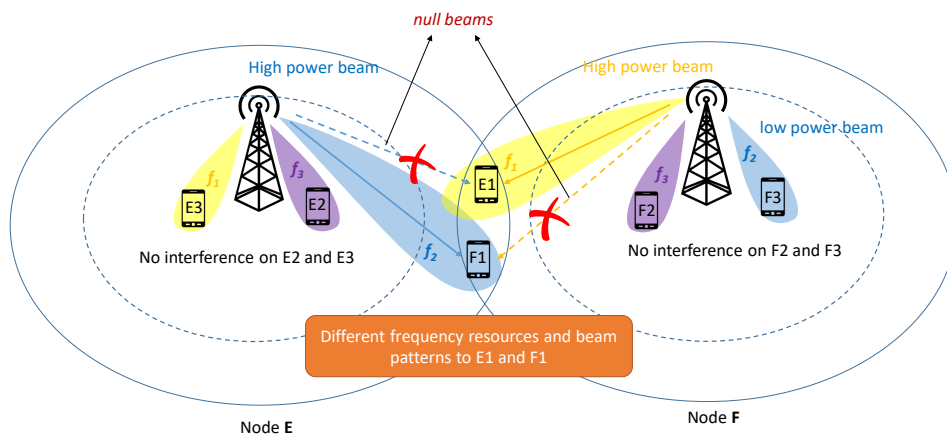 null beams
High power beam
High power beam
low power beam
f1
f3
f2
f1
f3
f2
E3
E2
E1
F1
F2
F3
No interference on E2 and E3
No interference on F2 and F3
Different frequency resources and beam
patterns to E1 and F1
Node E
Node F